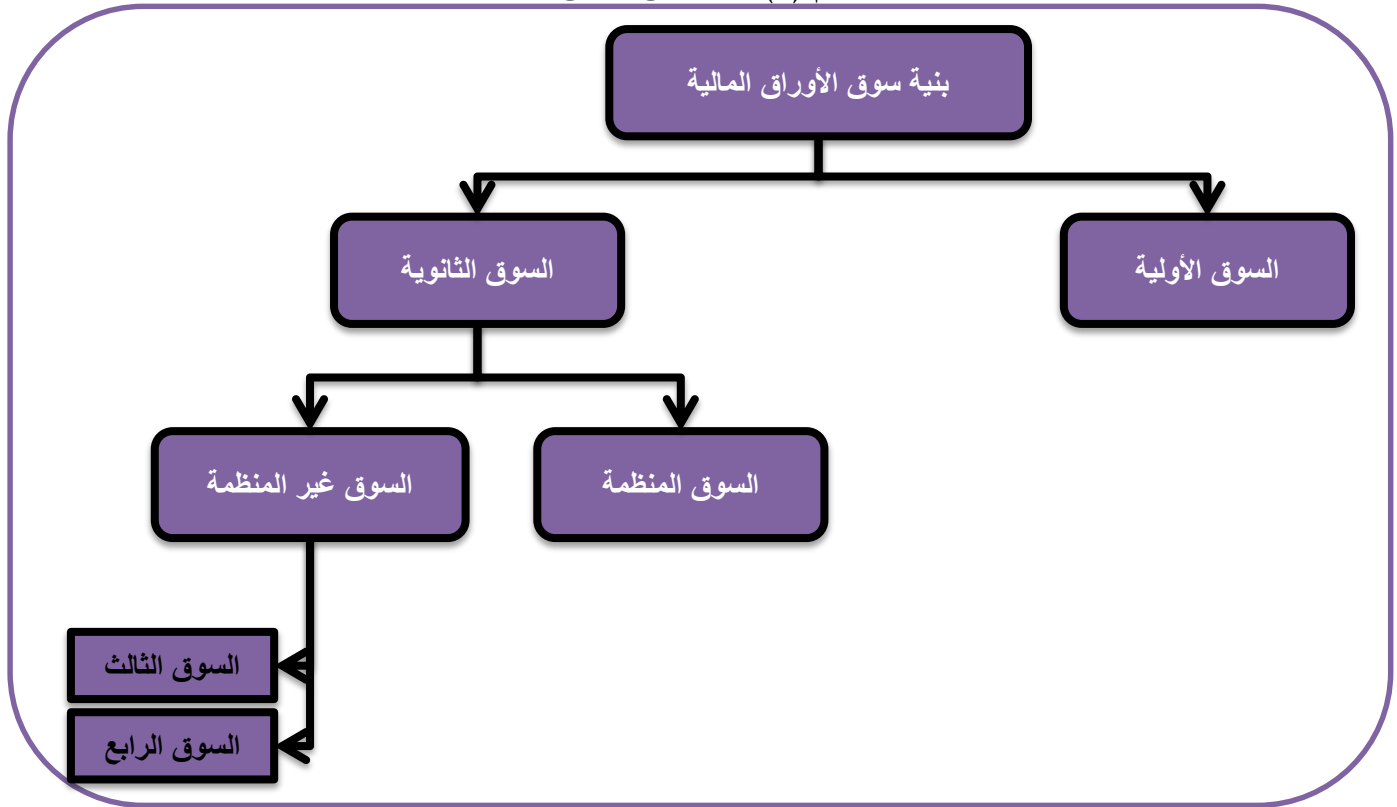 بنية سوق الأوراق المالية
السوق الأولية
السوق الثانوية
السوق المنظمة
السوق غير المنظمة
السوق الثالث
السوق الرابع